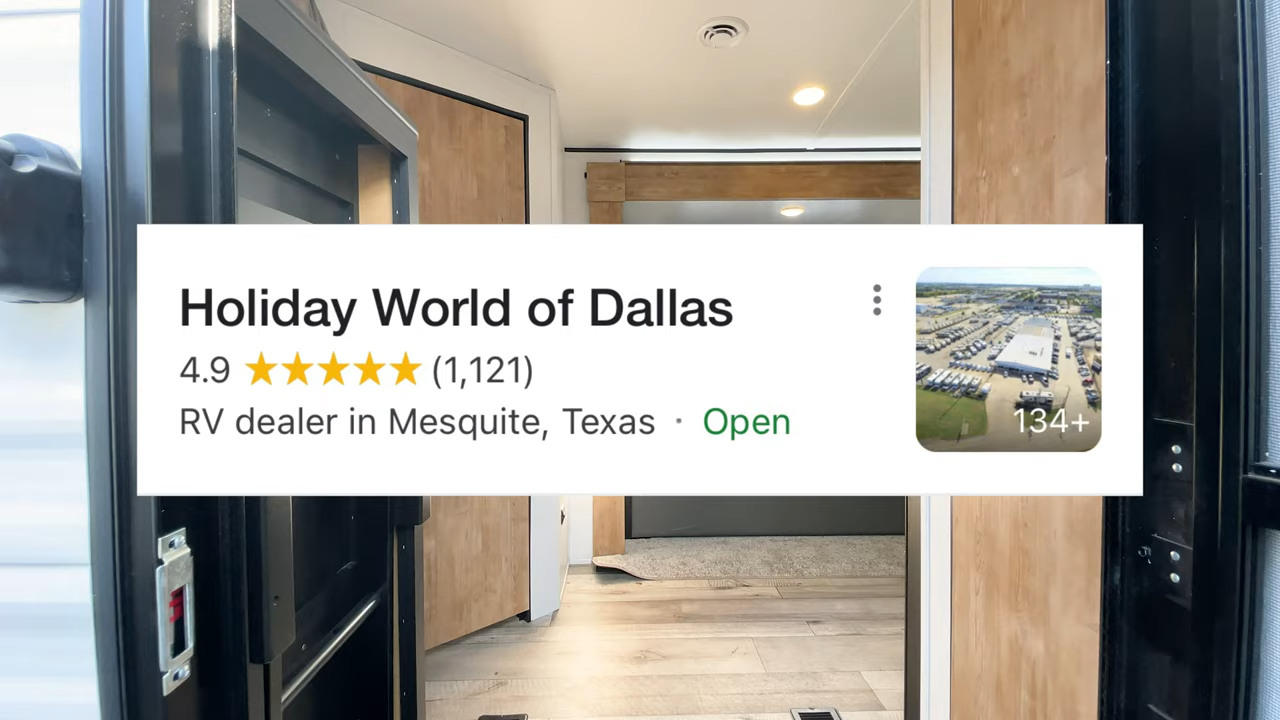 Holiday World of Dallas
4.9 ★★★★★ (1,121)
RV dealer in Mesquite, Texas · Open
134+